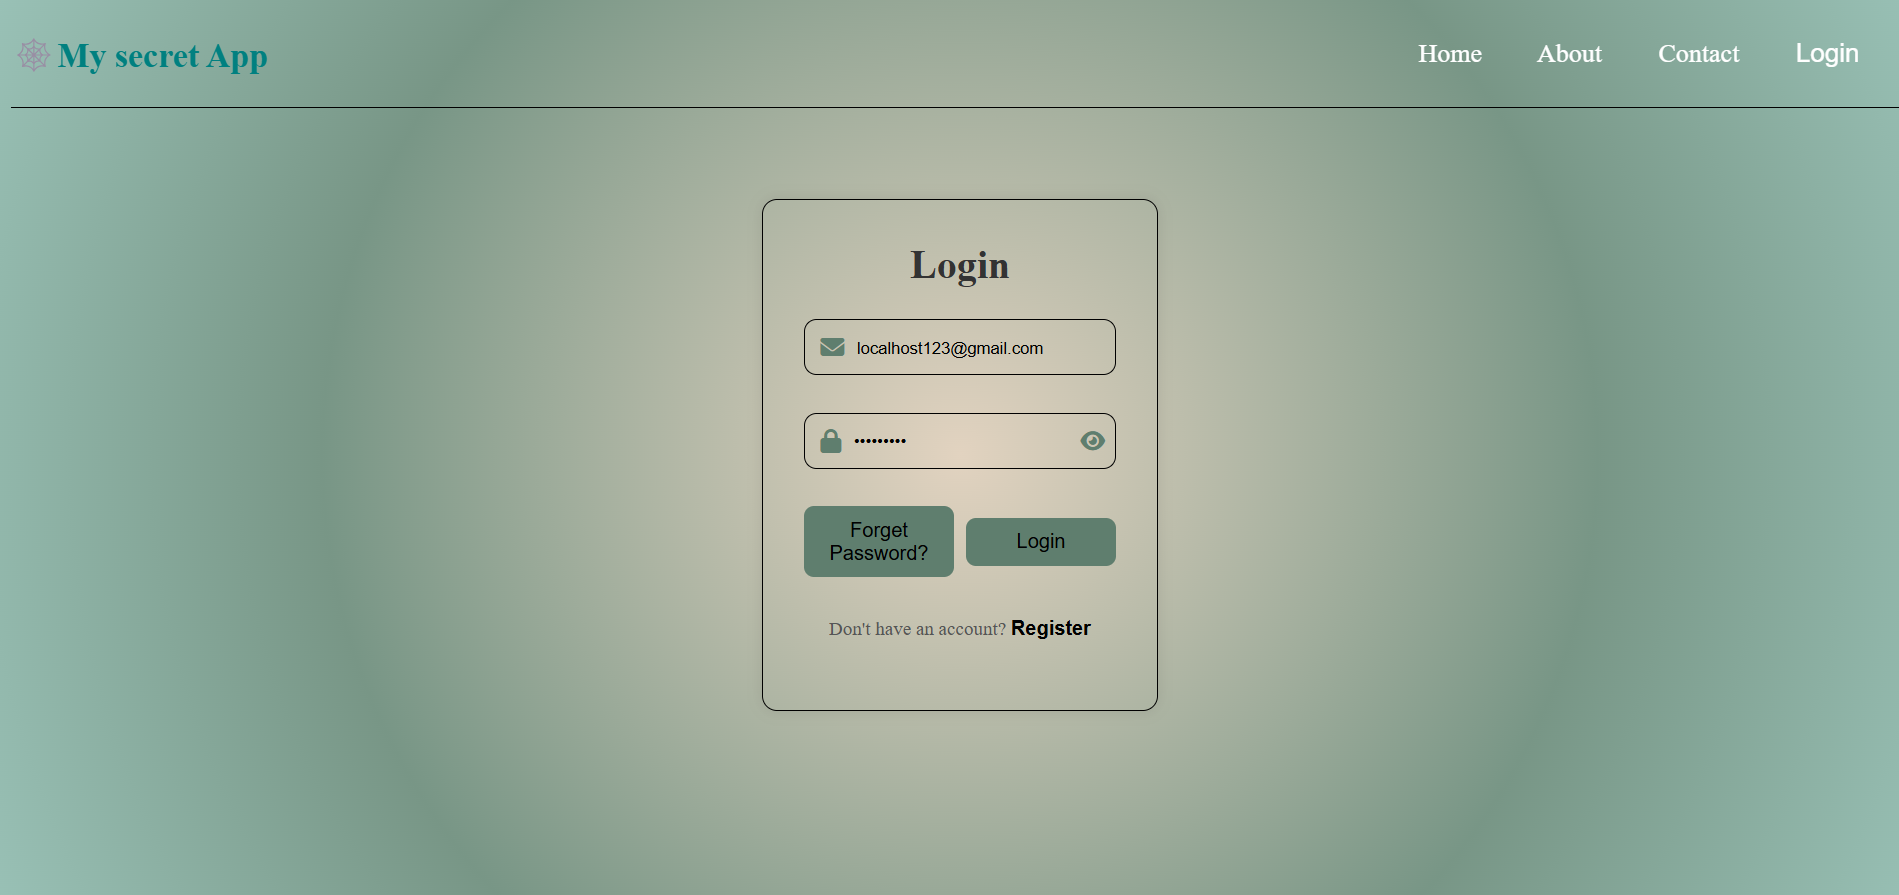 My secret App
Home About Contact Login
Login
localhost123@gmail.com
•••••••••
Forget
Password?
Login
Don't have an account? Register